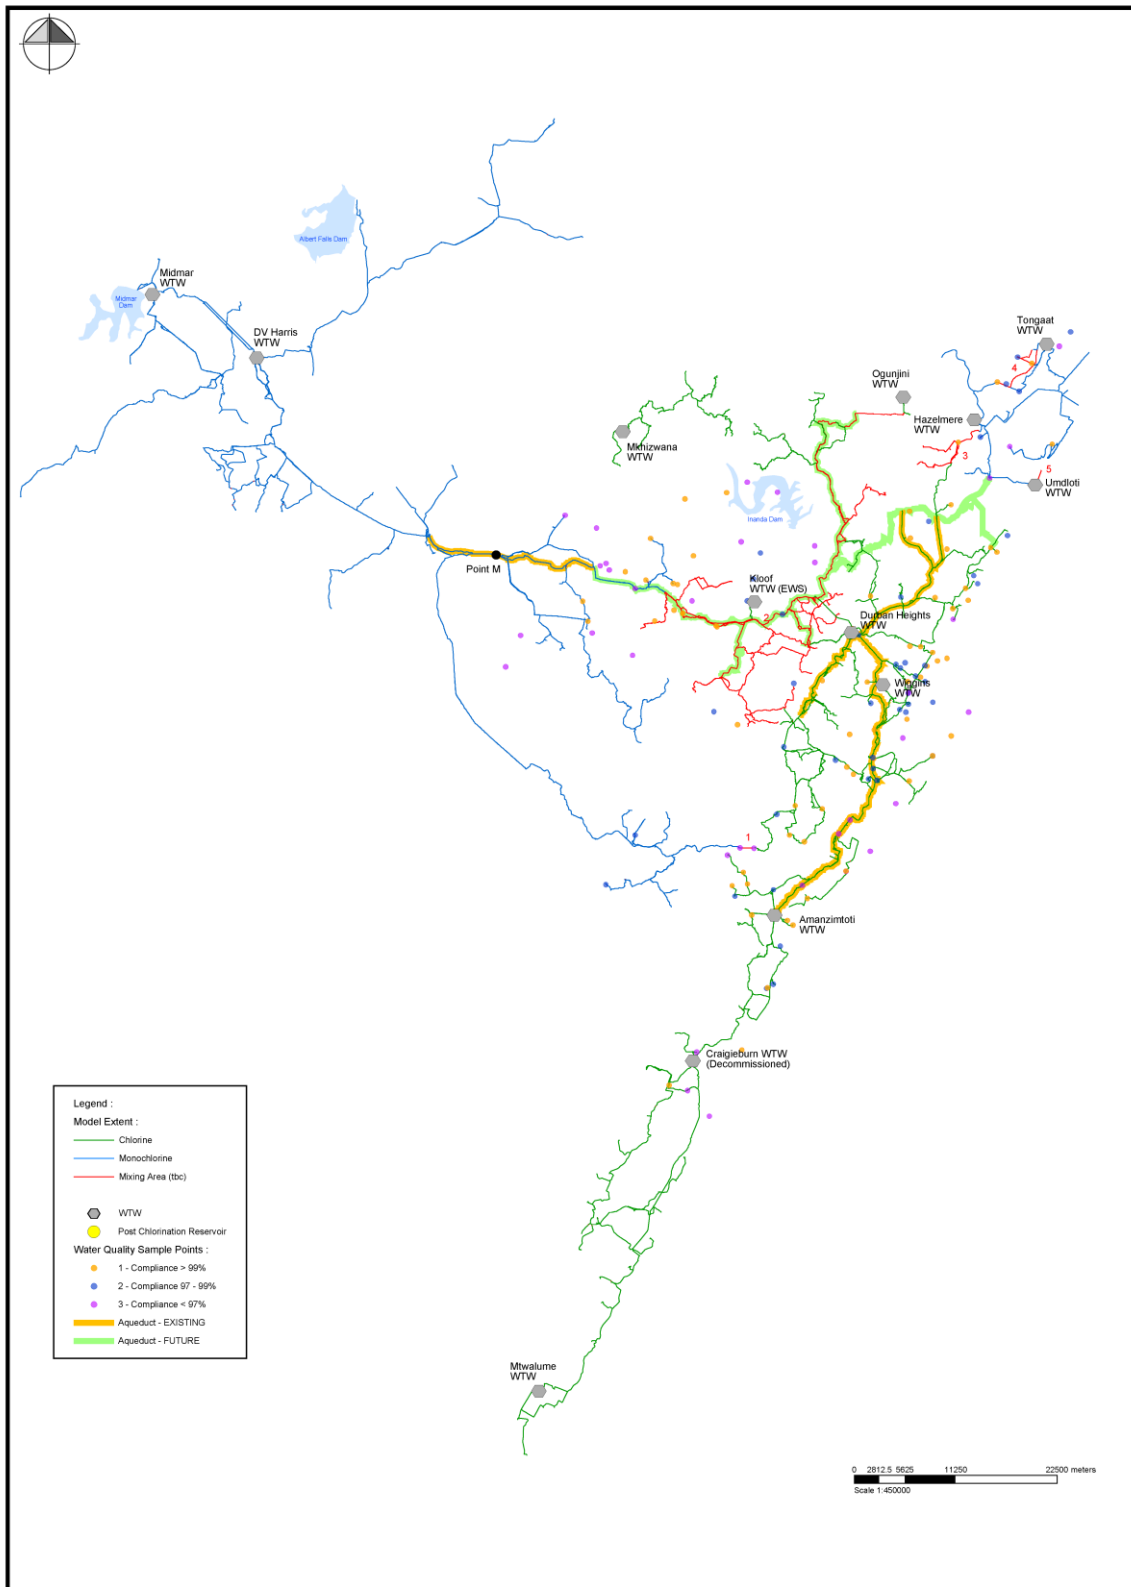 Albert Falls Dam
Midmar
WTW
Midmar
Dam
DV Harris
WTW
Tongaat
WTW
4
Ogunjini
WTW
Hazelmere
WTW
3
Mkhizwana
WTW
5
Umdloti
WTW
Inanda Dam
Point M
Kloof
WTW (EWS)
2
Durban Heights
WTW
Wiggins
WTW
1
Amanzimtoti
WTW
Craigieburn WTW
(Decommissioned)
Legend :
Model Extent :
Chlorine
Monochlorine
Mixing Area (tbc)
WTW
Post Chlorination Reservoir
Water Quality Sample Points :
1 - Compliance > 99%
2 - Compliance 97 - 99%
3 - Compliance < 97%
Aqueduct - EXISTING
Aqueduct - FUTURE
Mtwalume
WTW
0 2812.5 5625 11250 22500 meters
Scale 1:450000